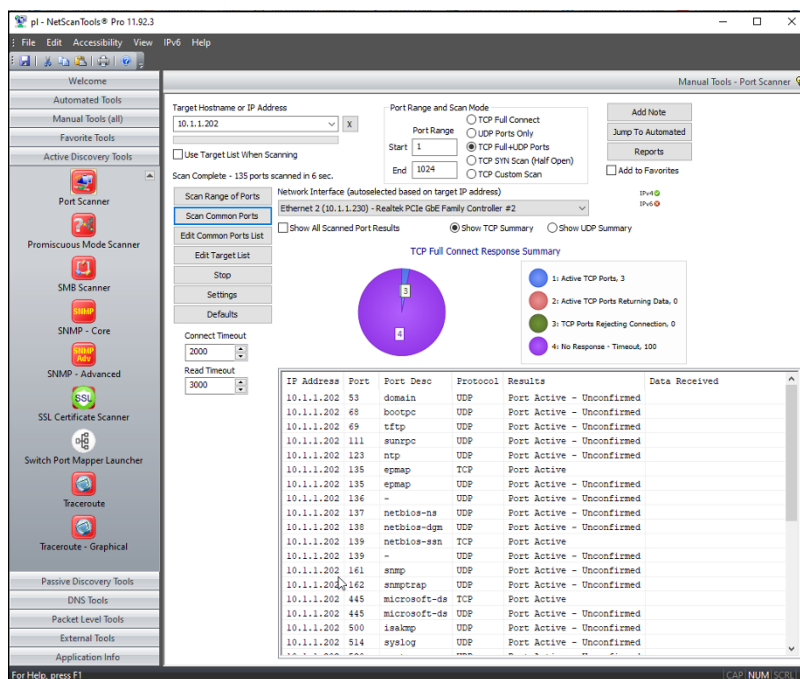 pl - NetScanTools® Pro 11.92.3
File Edit Accessibility View IPv6 Help
Welcome
Automated Tools
Manual Tools (all)
Favorite Tools
Active Discovery Tools
Port Scanner
Promiscuous Mode Scanner
SMB Scanner
SNMP
SNMP - Core
SNMP
Adv
SNMP - Advanced
SSL
SSL Certificate Scanner
Switch Port Mapper Launcher
Traceroute
Traceroute - Graphical
Passive Discovery Tools
DNS Tools
Packet Level Tools
External Tools
Application Info
Manual Tools - Port Scanner
Target Hostname or IP Address
10.1.1.202
X
Use Target List When Scanning
Scan Complete - 135 ports scanned in 6 sec.
Port Range and Scan Mode
Port Range
Start 1
End 1024
TCP Full Connect
UDP Ports Only
TCP Full+UDP Ports
TCP SYN Scan (Half Open)
TCP Custom Scan
Add Note
Jump To Automated
Reports
Add to Favorites
IPv4
IPv6
Scan Range of Ports
Scan Common Ports
Edit Common Ports List
Edit Target List
Stop
Settings
Defaults
Connect Timeout
2000
Read Timeout
3000
Network Interface (autoselected based on target IP address)
Ethernet 2 (10.1.1.230) - Realtek PCIe GbE Family Controller #2
Show All Scanned Port Results
Show TCP Summary
Show UDP Summary
TCP Full Connect Response Summary
3
4
1: Active TCP Ports, 3
2: Active TCP Ports Returning Data, 0
3: TCP Ports Rejecting Connection, 0
4: No Response - Timeout, 100
IP Address Port Port Desc Protocol Results Data Received
10.1.1.202 53 domain UDP Port Active - Unconfirmed
10.1.1.202 68 bootpc UDP Port Active - Unconfirmed
10.1.1.202 69 tftp UDP Port Active - Unconfirmed
10.1.1.202 111 sunrpc UDP Port Active - Unconfirmed
10.1.1.202 123 ntp UDP Port Active - Unconfirmed
10.1.1.202 135 epmap TCP Port Active
10.1.1.202 135 epmap UDP Port Active - Unconfirmed
10.1.1.202 136 - UDP Port Active - Unconfirmed
10.1.1.202 137 netbios-ns UDP Port Active - Unconfirmed
10.1.1.202 138 netbios-dgm UDP Port Active - Unconfirmed
10.1.1.202 139 netbios-ssn TCP Port Active
10.1.1.202 139 - UDP Port Active - Unconfirmed
10.1.1.202 161 snmp UDP Port Active - Unconfirmed
10.1.1.202 162 snmptrap UDP Port Active - Unconfirmed
10.1.1.202 445 microsoft-ds TCP Port Active
10.1.1.202 445 microsoft-ds UDP Port Active - Unconfirmed
10.1.1.202 500 isakmp UDP Port Active - Unconfirmed
10.1.1.202 514 syslog UDP Port Active - Unconfirmed
For Help, press F1
CAP NUM SCRL